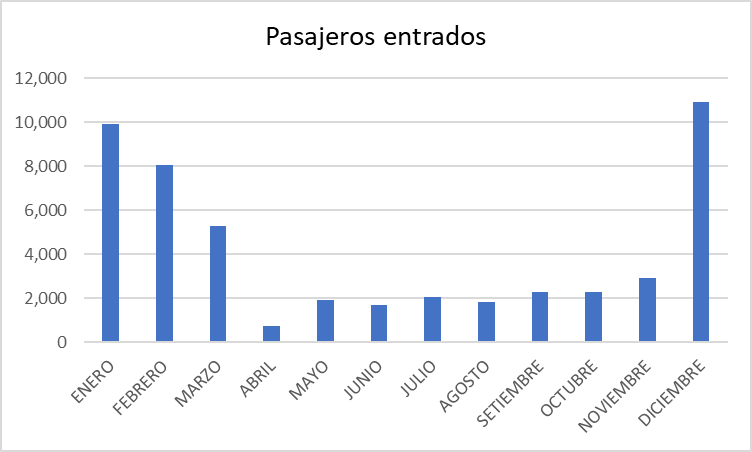 Pasajeros entrados
12,000
10,000
8,000
6,000
4,000
2,000
0
ENERO
FEBRERO
MARZO
ABRIL
MAYO
JUNIO
JULIO
AGOSTO
SETIEMBRE
OCTUBRE
NOVIEMBRE
DICIEMBRE